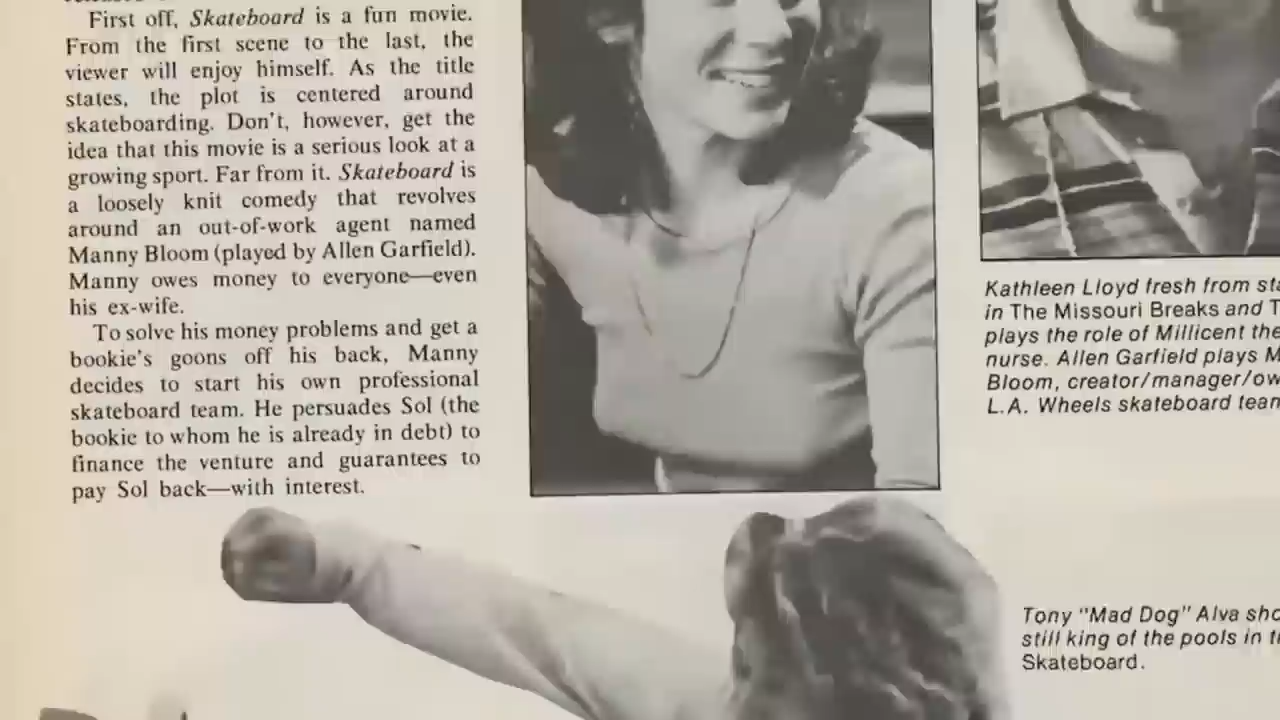 First off, Skateboard is a fun movie.
From the first scene to the last, the
viewer will enjoy himself. As the title
states, the plot is centered around
skateboarding. Don't, however, get the
idea that this movie is a serious look at a
growing sport. Far from it. Skateboard is
a loosely knit comedy that revolves
around an out-of-work agent named
Manny Bloom (played by Allen Garfield).
Manny owes money to everyone—even
his ex-wife.
To solve his money problems and get a
bookie's goons off his back, Manny
decides to start his own professional
skateboard team. He persuades Sol (the
bookie to whom he is already in debt) to
finance the venture and guarantees to
pay Sol back—with interest.
Kathleen Lloyd fresh from
in The Missouri Breaks and
plays the role of Millicent the
nurse. Allen Garfield plays
Bloom, creator/manager/
L.A. Wheels skateboard
Tony "Mad Dog" Alva
still king of the pools in
Skateboard.